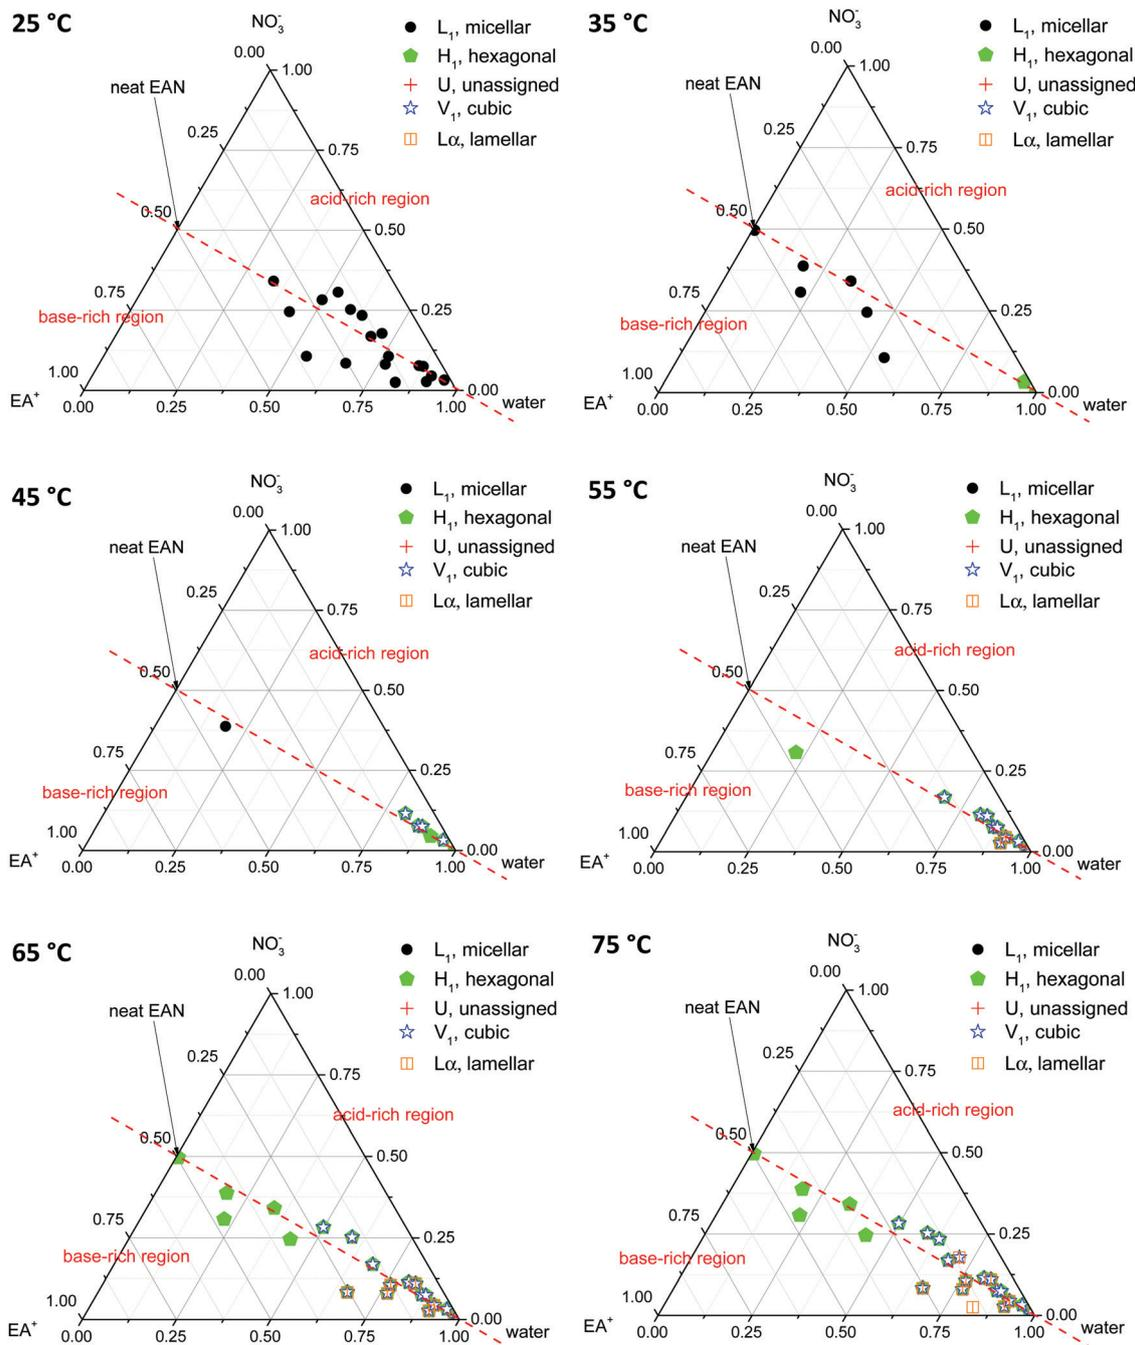 25 °C
NO₃⁻
L₁, micellar
H₁, hexagonal
U, unassigned
V₁, cubic
Lα, lamellar
neat EAN
0.00
1.00
0.25
0.75
acid-rich region
0.50
0.50
0.75
0.25
base-rich region
1.00
0.00
EA⁺
water
0.00 0.25 0.50 0.75 1.00
35 °C
NO₃⁻
L₁, micellar
H₁, hexagonal
U, unassigned
V₁, cubic
Lα, lamellar
neat EAN
0.00
1.00
0.25
0.75
acid-rich region
0.50
0.50
0.75
0.25
base-rich region
1.00
0.00
EA⁺
water
0.00 0.25 0.50 0.75 1.00
45 °C
NO₃⁻
L₁, micellar
H₁, hexagonal
U, unassigned
V₁, cubic
Lα, lamellar
neat EAN
0.00
1.00
0.25
0.75
acid-rich region
0.50
0.50
0.75
0.25
base-rich region
1.00
0.00
EA⁺
water
0.00 0.25 0.50 0.75 1.00
55 °C
NO₃⁻
L₁, micellar
H₁, hexagonal
U, unassigned
V₁, cubic
Lα, lamellar
neat EAN
0.00
1.00
0.25
0.75
acid-rich region
0.50
0.50
0.75
0.25
base-rich region
1.00
0.00
EA⁺
water
0.00 0.25 0.50 0.75 1.00
65 °C
NO₃⁻
L₁, micellar
H₁, hexagonal
U, unassigned
V₁, cubic
Lα, lamellar
neat EAN
0.00
1.00
0.25
0.75
acid-rich region
0.50
0.50
0.75
0.25
base-rich region
1.00
0.00
EA⁺
water
0.00 0.25 0.50 0.75 1.00
75 °C
NO₃⁻
L₁, micellar
H₁, hexagonal
U, unassigned
V₁, cubic
Lα, lamellar
neat EAN
0.00
1.00
0.25
0.75
acid-rich region
0.50
0.50
0.75
0.25
base-rich region
1.00
0.00
EA⁺
water
0.00 0.25 0.50 0.75 1.00